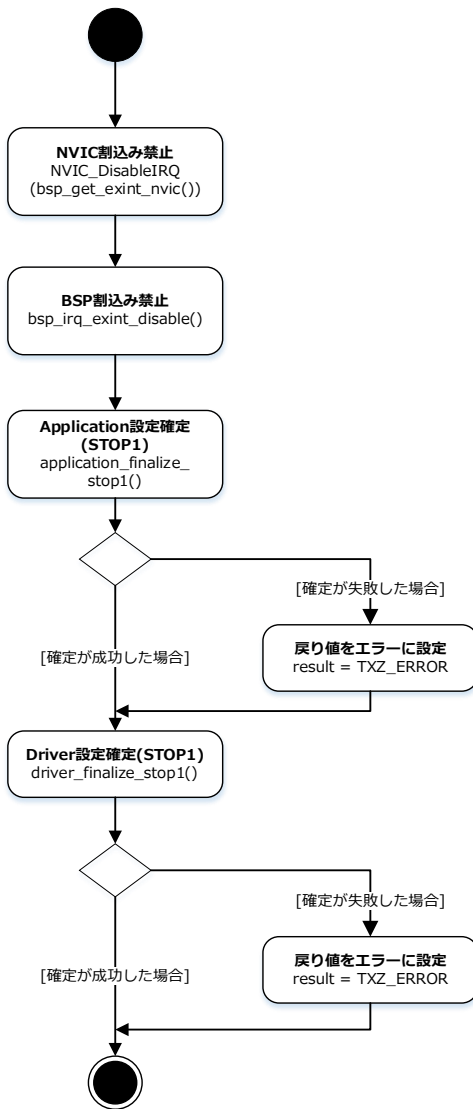 NVIC割込み禁止
NVIC_DisableIRQ
(bsp_get_exint_nvic())
BSP割込み禁止
bsp_irq_exint_disable()
Application設定確定
(STOP1)
application_finalize_
stop1()
[確定が失敗した場合]
[確定が成功した場合]
戻り値をエラーに設定
result = TXZ_ERROR
Driver設定確定(STOP1)
driver_finalize_stop1()
[確定が失敗した場合]
[確定が成功した場合]
戻り値をエラーに設定
result = TXZ_ERROR